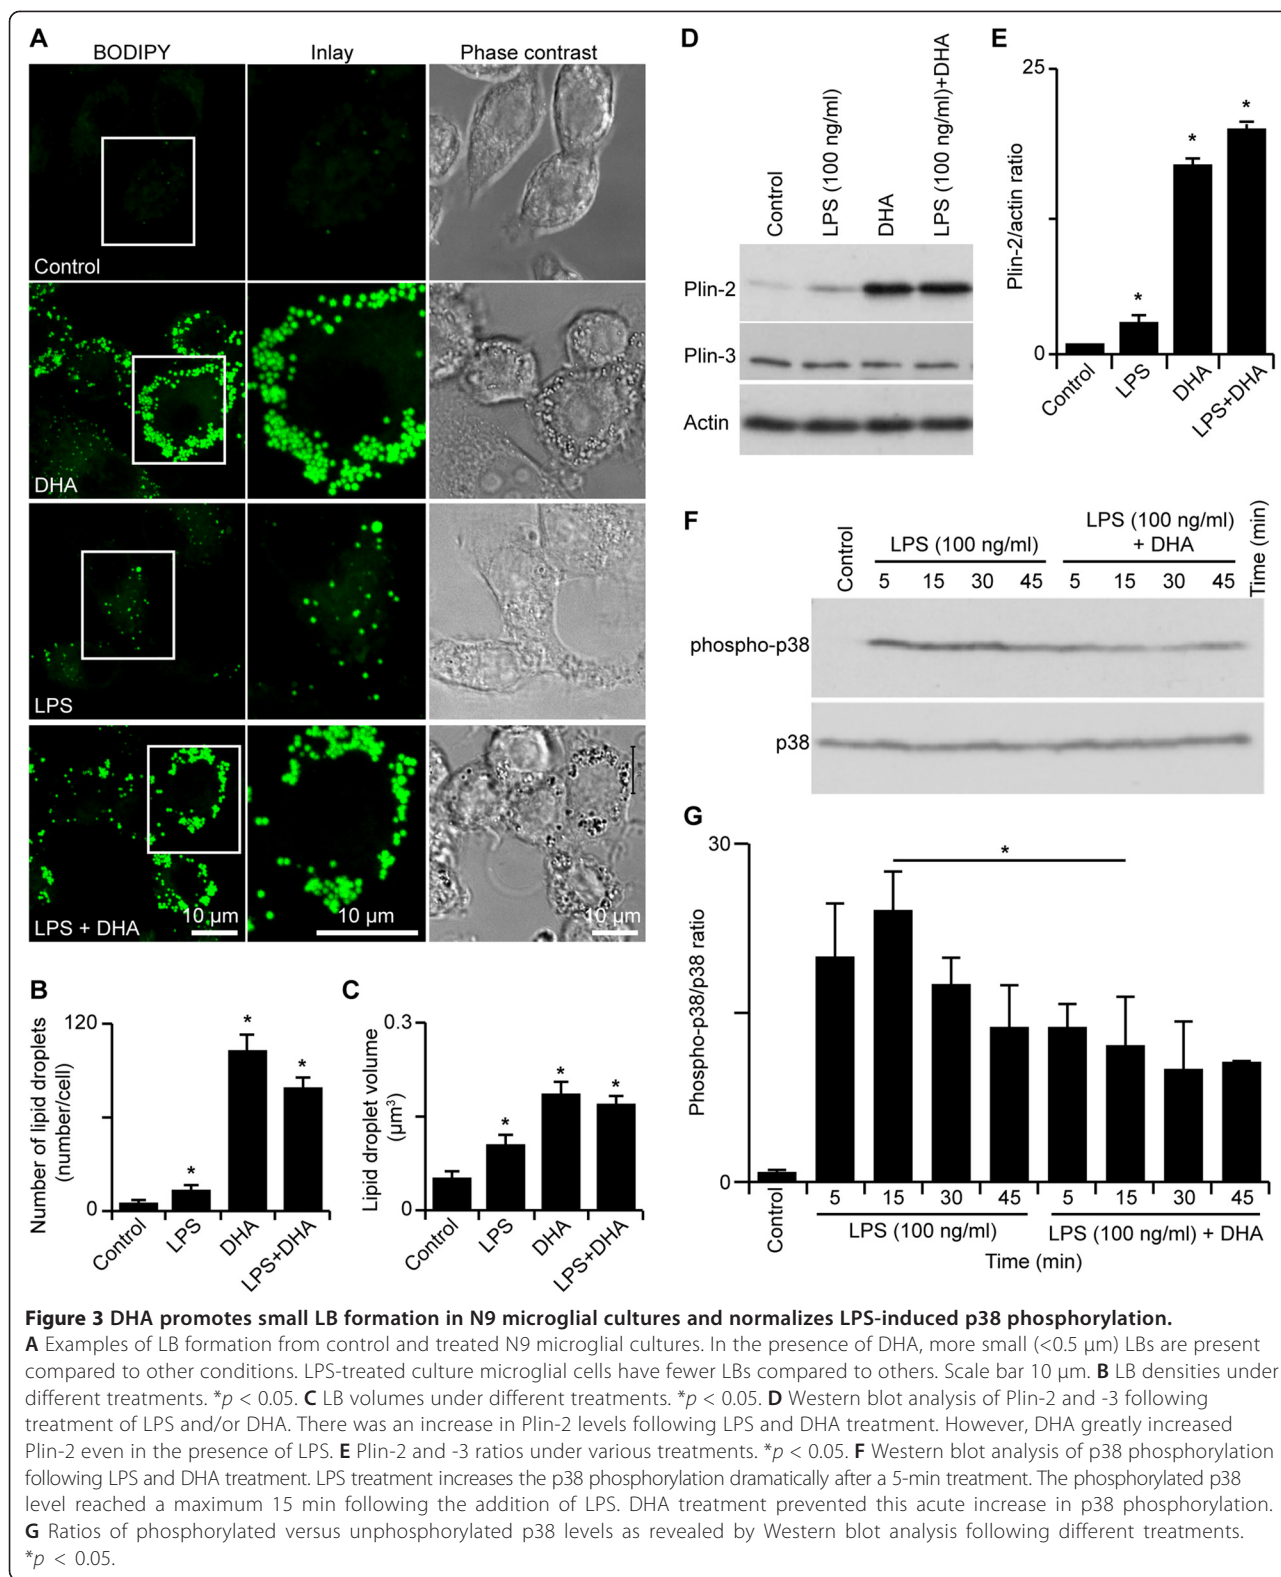 A
BODIPY
Inlay
Phase contrast
Control
DHA
LPS
LPS + DHA
10 µm
10 µm
10 µm
B
Number of lipid droplets
(number/cell)
120
0
*
*
*
Control
LPS
DHA
LPS+DHA
C
Lipid droplet volume
(µm³)
0.3
0
*
*
*
Control
LPS
DHA
LPS+DHA
D
Control
LPS (100 ng/ml)
DHA
LPS (100 ng/ml)+DHA
Plin-2
Plin-3
Actin
E
Plin-2/actin ratio
25
0
*
*
*
Control
LPS
DHA
LPS+DHA
F
Control
LPS (100 ng/ml)
LPS (100 ng/ml)
+ DHA
Time (min)
5 15 30 45 5 15 30 45
phospho-p38
p38
G
Phospho-p38/p38 ratio
30
0
*
Control
5 15 30 45 5 15 30 45
LPS (100 ng/ml) LPS (100 ng/ml) + DHA
Time (min)
Figure 3 DHA promotes small LB formation in N9 microglial cultures and normalizes LPS-induced p38 phosphorylation.
A Examples of LB formation from control and treated N9 microglial cultures. In the presence of DHA, more small (<0.5 µm) LBs are present
compared to other conditions. LPS-treated culture microglial cells have fewer LBs compared to others. Scale bar 10 µm. B LB densities under
different treatments. *p < 0.05. C LB volumes under different treatments. *p < 0.05. D Western blot analysis of Plin-2 and -3 following
treatment of LPS and/or DHA. There was an increase in Plin-2 levels following LPS and DHA treatment. However, DHA greatly increased
Plin-2 even in the presence of LPS. E Plin-2 and -3 ratios under various treatments. *p < 0.05. F Western blot analysis of p38 phosphorylation
following LPS and DHA treatment. LPS treatment increases the p38 phosphorylation dramatically after a 5-min treatment. The phosphorylated p38
level reached a maximum 15 min following the addition of LPS. DHA treatment prevented this acute increase in p38 phosphorylation.
G Ratios of phosphorylated versus unphosphorylated p38 levels as revealed by Western blot analysis following different treatments.
*p < 0.05.